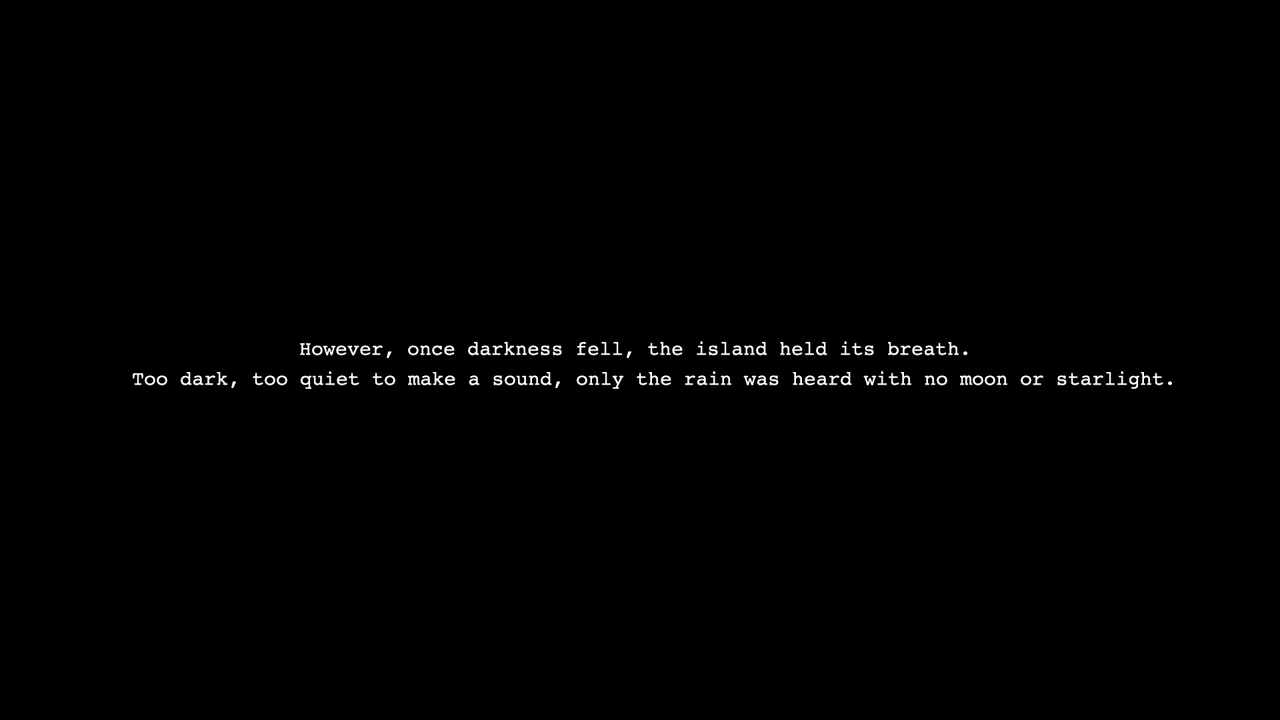 However, once darkness fell, the island held its breath.
Too dark, too quiet to make a sound, only the rain was heard with no moon or starlight.